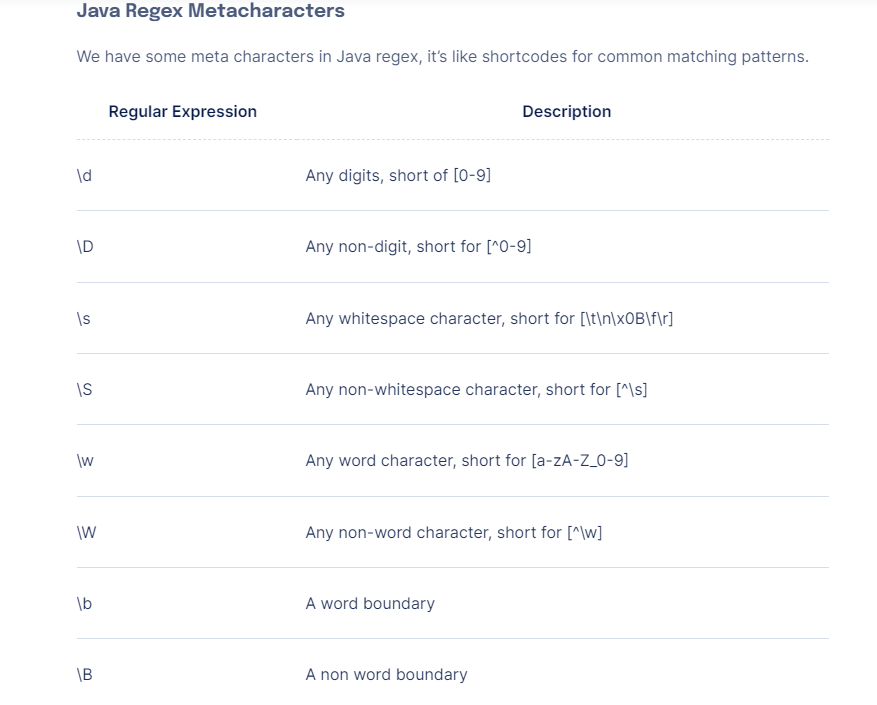 Java Regex Metacharacters
We have some meta characters in Java regex, it’s like shortcodes for common matching patterns.
Regular Expression Description
\d Any digits, short of [0-9]
\D Any non-digit, short for [^0-9]
\s Any whitespace character, short for [\t\n\x0B\f\r]
\S Any non-whitespace character, short for [^\s]
\w Any word character, short for [a-zA-Z_0-9]
\W Any non-word character, short for [^\w]
\b A word boundary
\B A non word boundary